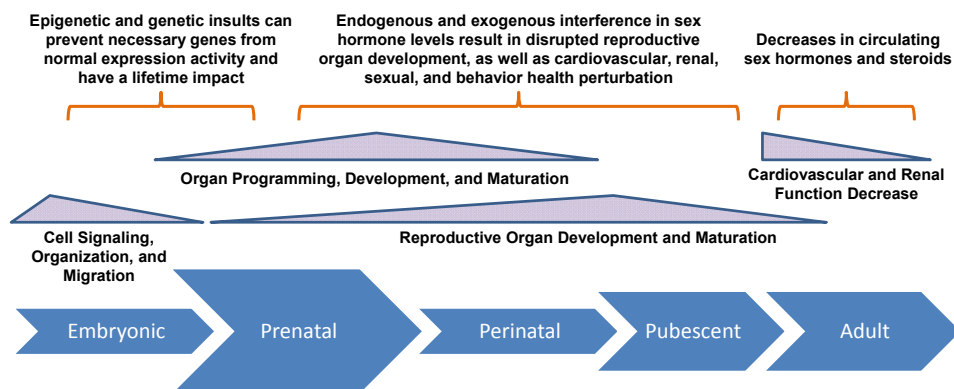 Epigenetic and genetic insults can
prevent necessary genes from
normal expression activity and
have a lifetime impact
Endogenous and exogenous interference in sex
hormone levels result in disrupted reproductive
organ development, as well as cardiovascular, renal,
sexual, and behavior health perturbation
Decreases in circulating
sex hormones and steroids
Organ Programming, Development, and Maturation
Cardiovascular and Renal
Function Decrease
Cell Signaling,
Organization, and
Migration
Reproductive Organ Development and Maturation
Embryonic
Prenatal
Perinatal
Pubescent
Adult